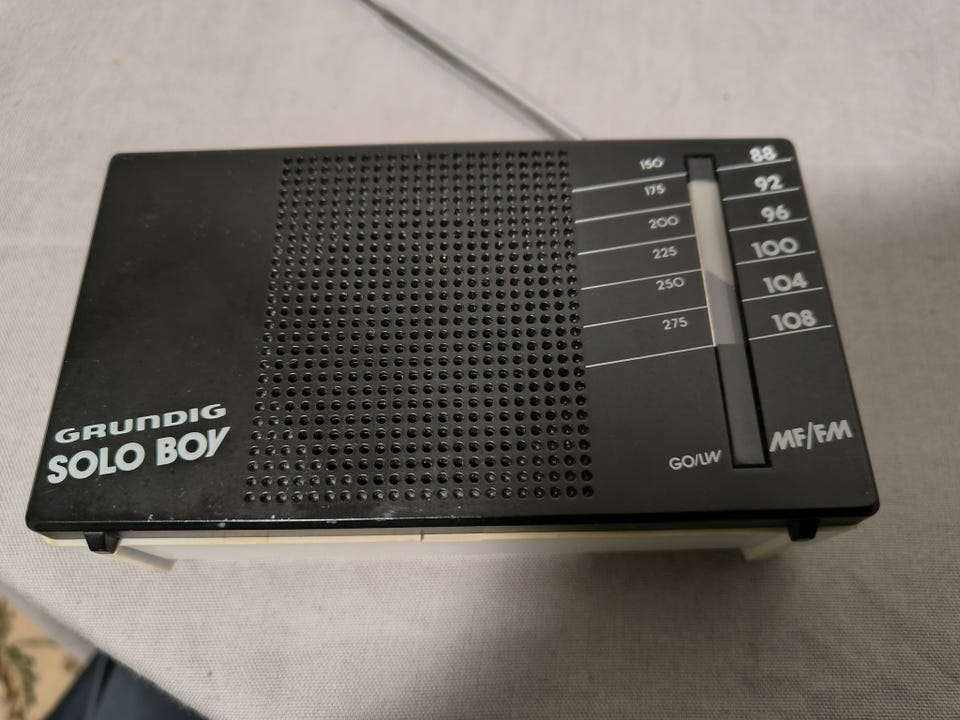 150 88
175 92
200 96
225 100
250 104
275 108
GRUNDIG
SOLO BOY
GO/LW MF/FM